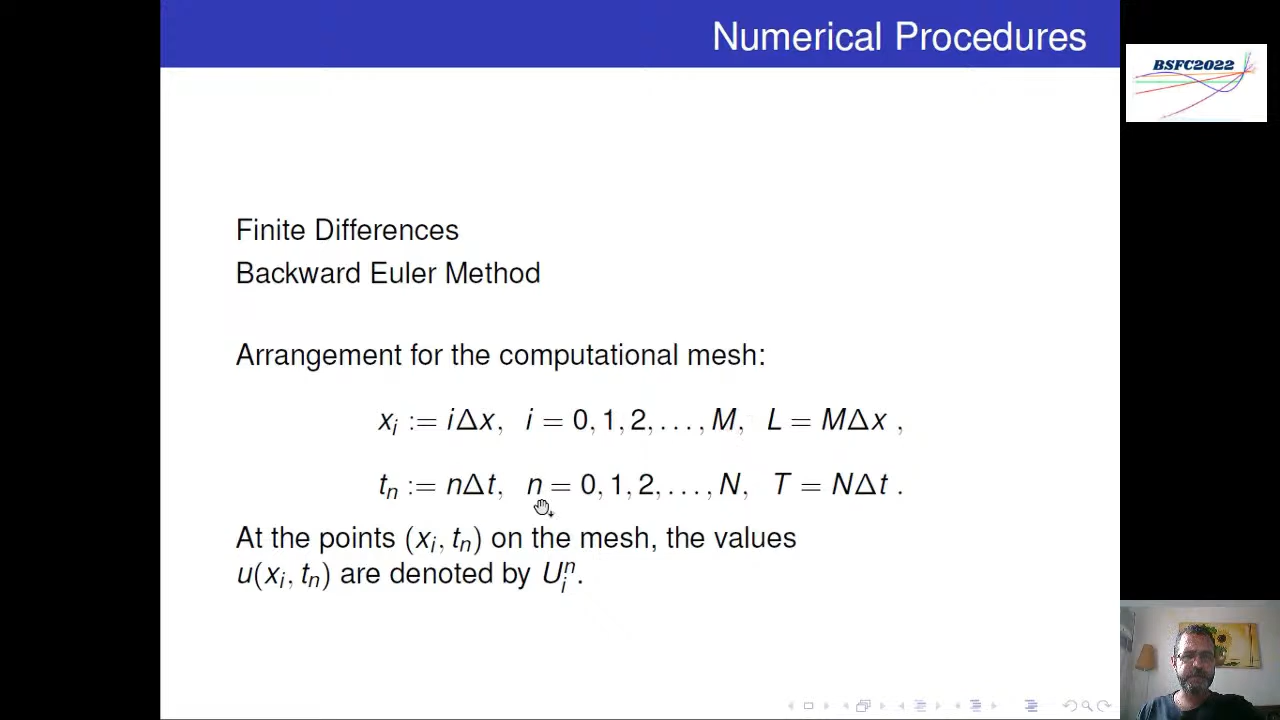 Numerical Procedures
BSFC2022
Finite Differences
Backward Euler Method
Arrangement for the computational mesh:
xᵢ := iΔx, i = 0, 1, 2, . . . , M, L = MΔx ,
tₙ := nΔt, n = 0, 1, 2, . . . , N, T = NΔt .
At the points (xᵢ, tₙ) on the mesh, the values
u(xᵢ, tₙ) are denoted by Uᵢⁿ.